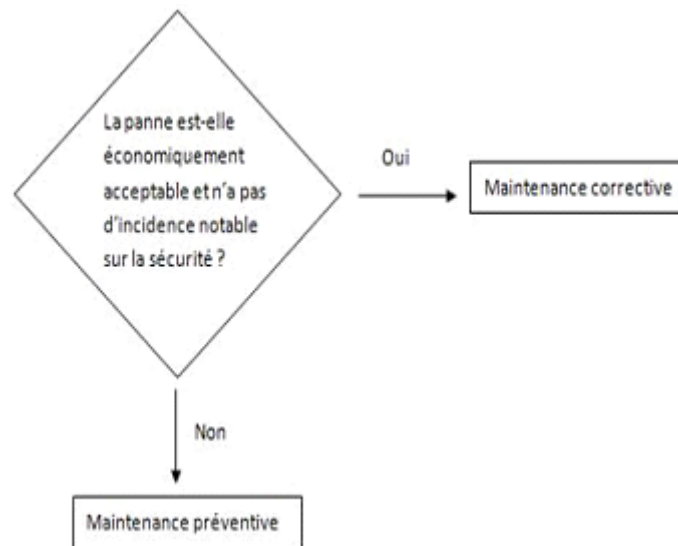 La panne est-elle
économiquement
acceptable et n'a pas
d'incidence notable
sur la sécurité ?
Oui
Maintenance corrective
Non
Maintenance préventive